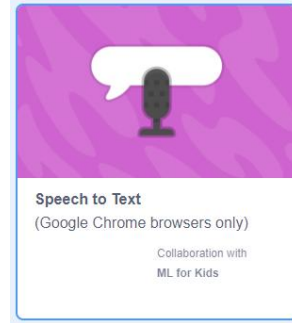 Speech to Text
(Google Chrome browsers only)
Collaboration with
ML for Kids